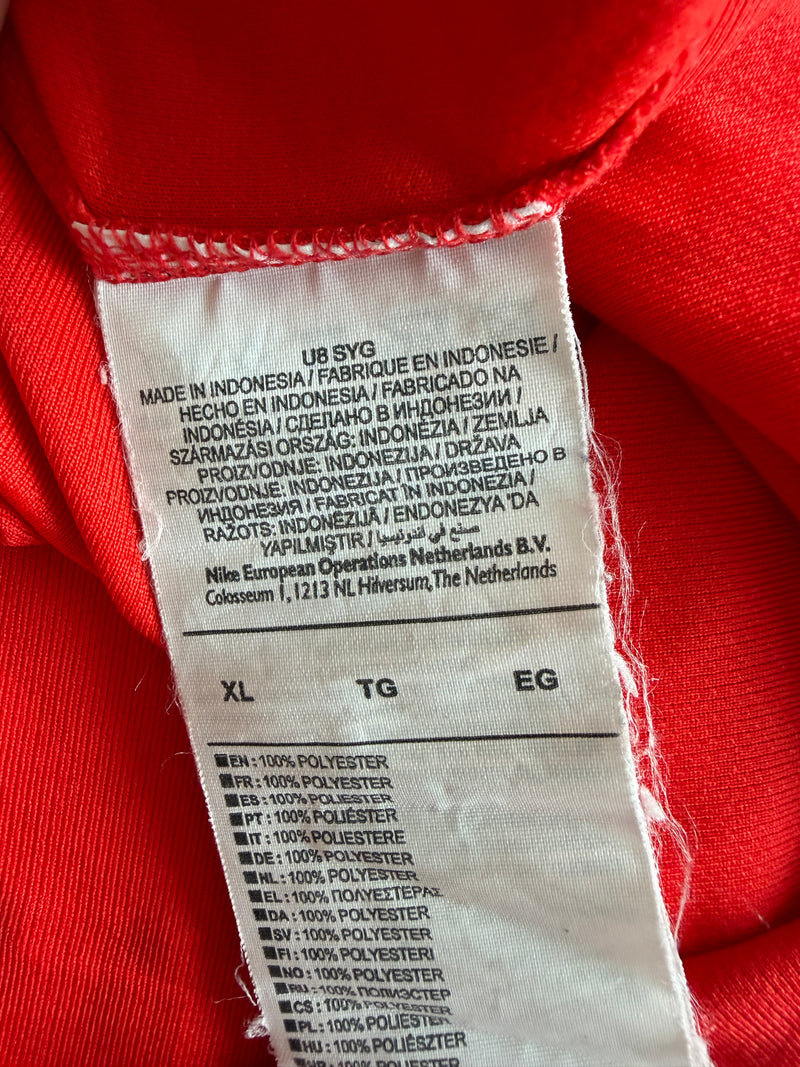 U8 SYG
MADE IN INDONESIA / FABRIQUE EN INDONESIE /
HECHO EN INDONESIA / FABRICADO NA
INDONÉSIA / СДЕЛАНО В ИНДОНЕЗИИ /
SZÁRMAZÁSI ORSZÁG: INDONÉZIA / ZEMLJA
PROIZVODNJE: INDONEZIJA / DRŽAVA
PROIZVODNJE: INDONEZIJA / ПРОИЗВЕДЕНО В
ИНДОНЕЗИЯ / FABRICAT ÎN INDONEZIA /
RAŽOTS: INDONĒZIJĀ / ENDONEZYA 'DA
YAPILMIŞTIR / صنع في اندونيسيا
Nike European Operations Netherlands B.V.
Colosseum 1, 1213 NL Hilversum, The Netherlands
XL TG EG
EN : 100% POLYESTER
FR : 100% POLYESTER
ES : 100% POLIESTER
PT : 100% POLIÉSTER
IT : 100% POLIESTERE
DE : 100% POLYESTER
NL : 100% POLYESTER
EL : 100% ΠΟΛΥΕΣΤΕΡΑΣ
DA : 100% POLYESTER
SV : 100% POLYESTER
FI : 100% POLYESTERI
NO : 100% POLYESTER
RU : 100% ПОЛИЭСТЕР
CS : 100% POLYESTER
PL : 100% POLIESTER
HU : 100% POLIÉSZTER
HR : 100% POLYESTER